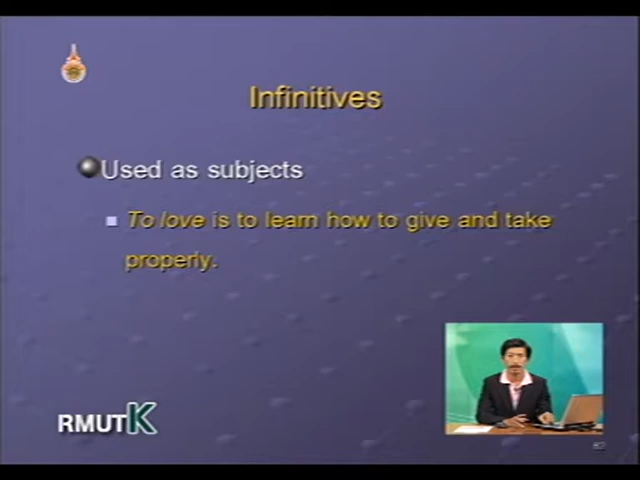 Infinitives
Used as subjects
To love is to learn how to give and take
properly.
RMUTK